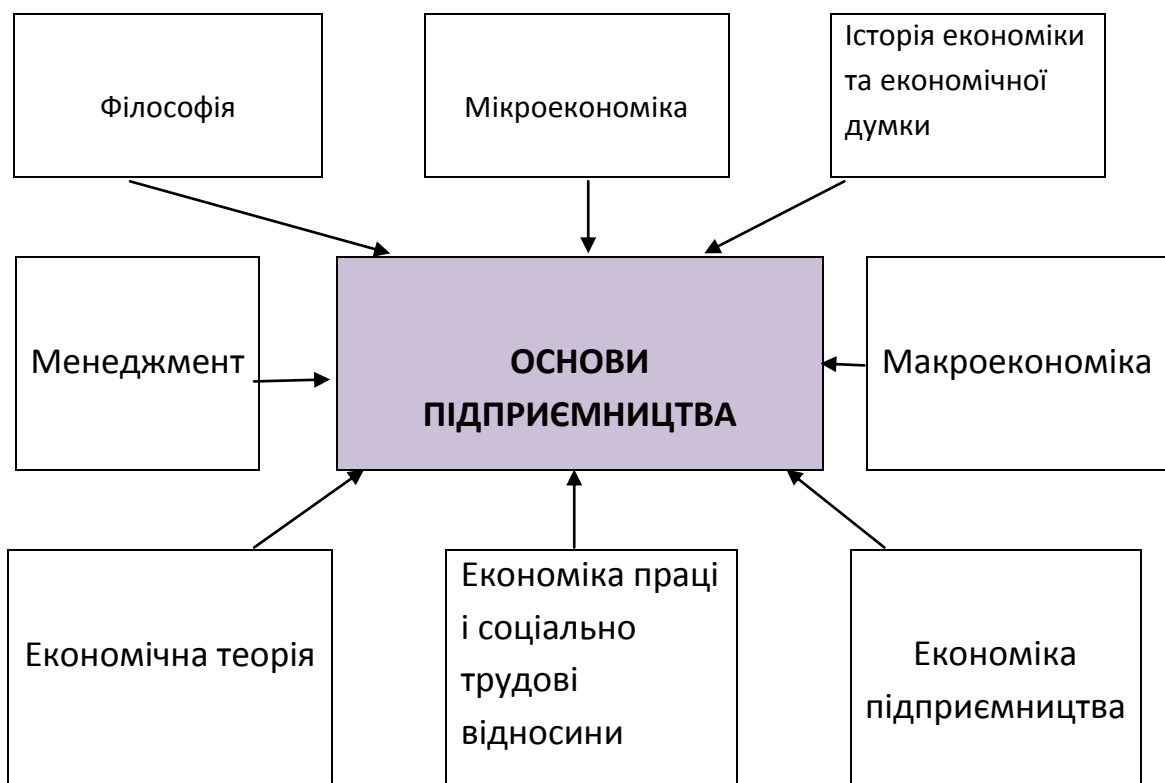 Філософія
Мікроекономіка
Історія економіки
та економічної
думки
Менеджмент
ОСНОВИ
ПІДПРИЄМНИЦТВА
Макроекономіка
Економічна теорія
Економіка праці
і соціально
трудові
відносини
Економіка
підприємництва